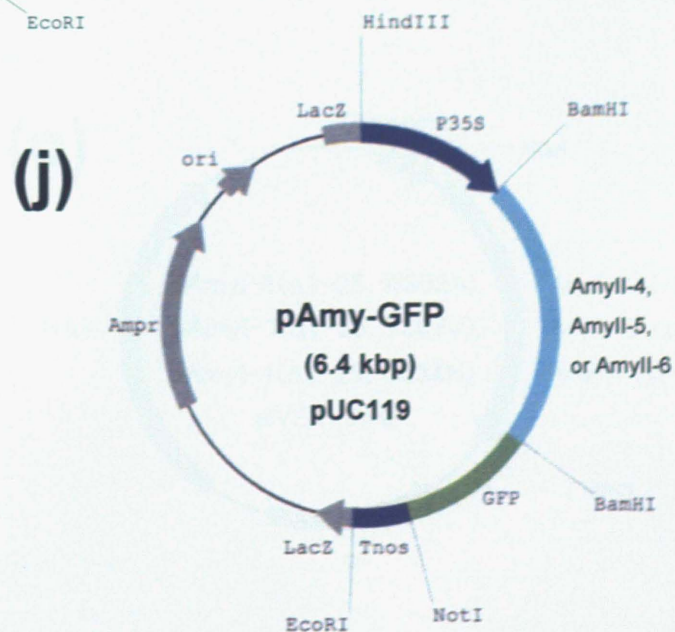 EcoRI
HindIII
LacZ
P35S
BamHI
ori
(j)
AmyII-4,
pAmy-GFP
Ampr
AmyII-5,
(6.4 kbp)
or AmyII-6
pUC119
GFP
BamHI
LacZ Tnos
NotI
EcoRI